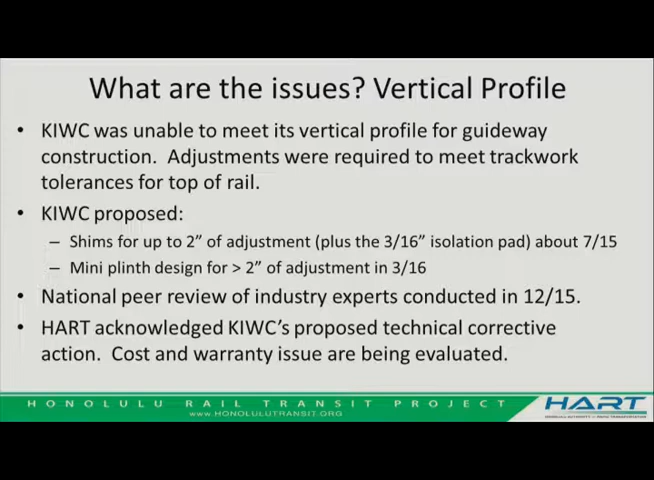 What are the issues? Vertical Profile
• KIWC was unable to meet its vertical profile for guideway
construction. Adjustments were required to meet trackwork
tolerances for top of rail.
• KIWC proposed:
– Shims for up to 2” of adjustment (plus the 3/16” isolation pad) about 7/15
– Mini plinth design for > 2” of adjustment in 3/16
• National peer review of industry experts conducted in 12/15.
• HART acknowledged KIWC’s proposed technical corrective
action. Cost and warranty issue are being evaluated.
HONOLULU RAIL TRANSIT PROJECT
www.HONOLULUTRANSIT.ORG
HART